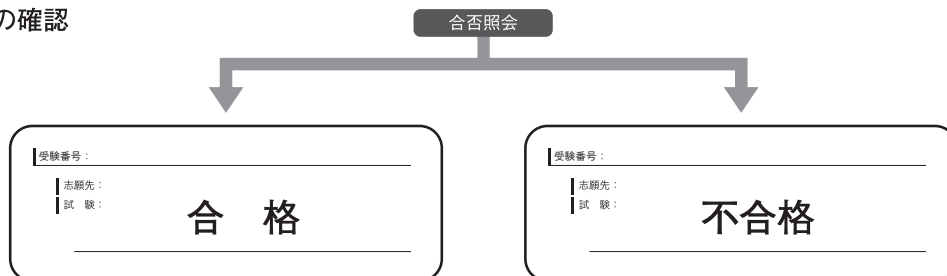 の確認
合否照会
受験番号：
志願先：
試　験：
合　格
受験番号：
志願先：
試　験：
不合格